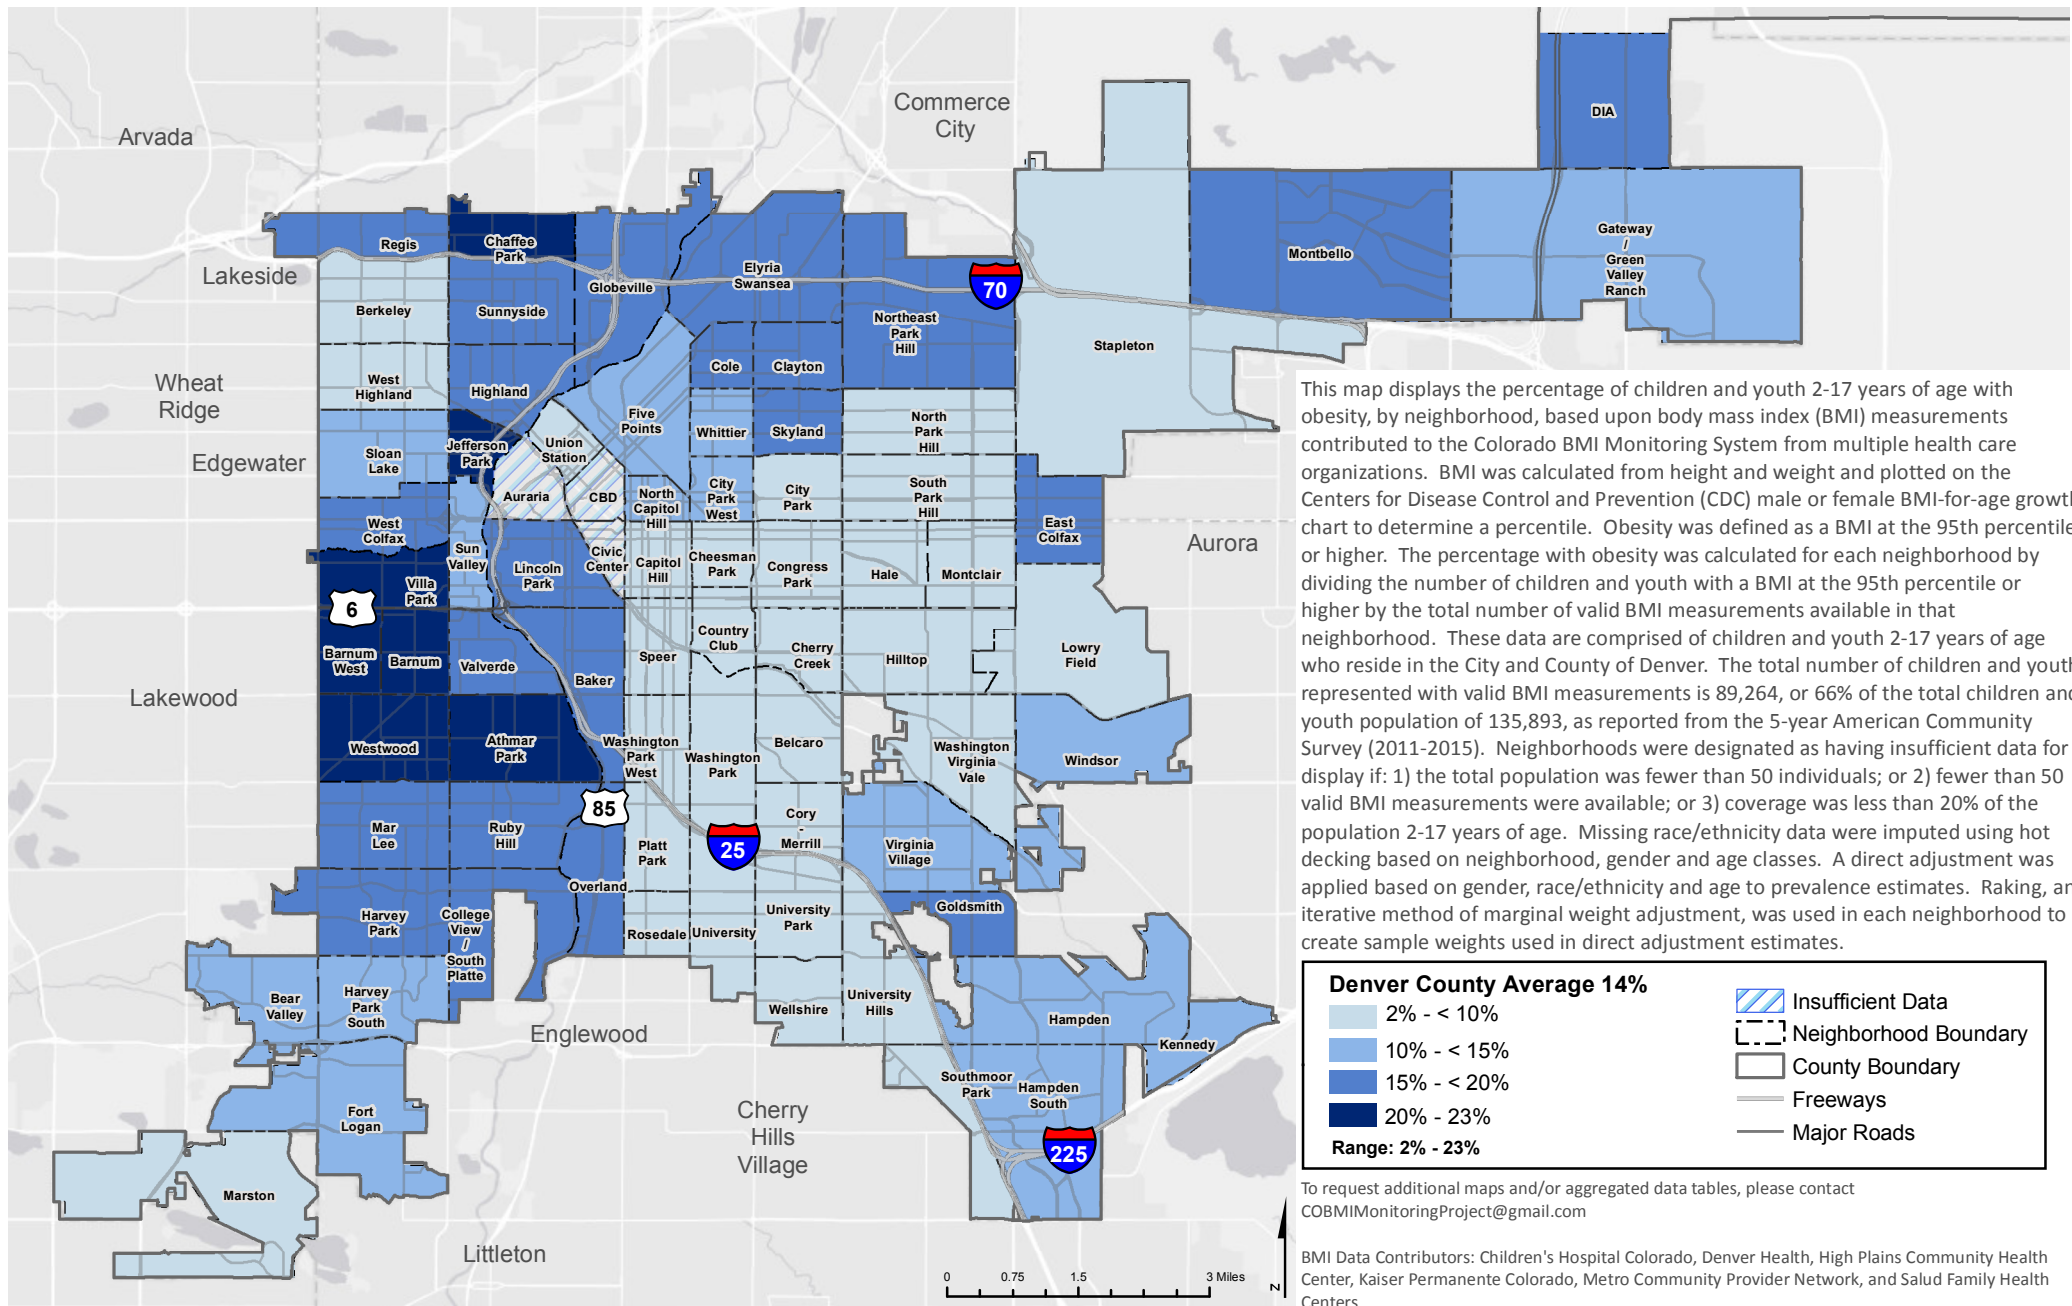 Commerce
City
Arvada
DIA
Regis
Chaffee
Park
Gateway
/
Green
Valley
Ranch
Montbello
Lakeside
Globeville
Elyria
Swansea
70
Berkeley
Sunnyside
Northeast
Park
Hill
Stapleton
Wheat
Ridge
West
Highland
Highland
Cole
Clayton
Five
Points
Whittier
Skyland
North
Park
Hill
Edgewater
Sloan
Lake
Jefferson
Park
Union
Station
Auraria
CBD
North
Capitol
Hill
City
Park
West
City
Park
South
Park
Hill
East
Colfax
Aurora
West
Colfax
Sun
Valley
Lincoln
Park
Civic
Center
Capitol
Hill
Cheesman
Park
Congress
Park
Hale
Montclair
Villa
Park
6
Barnum
West
Barnum
Valverde
Baker
Speer
Country
Club
Cherry
Creek
Hilltop
Lowry
Field
Lakewood
Westwood
Athmar
Park
Washington
Park
West
Washington
Park
Belcaro
Washington
Virginia
Vale
Windsor
85
Mar
Lee
Ruby
Hill
Platt
Park
25
Cory
-
Merrill
Virginia
Village
Overland
Goldsmith
Harvey
Park
College
View
/
South
Platte
Rosedale
University
University
Park
Bear
Valley
Harvey
Park
South
Wellshire
University
Hills
Hampden
Kennedy
Englewood
Southmoor
Park
Hampden
South
Fort
Logan
Cherry
Hills
Village
225
Marston
Littleton
0 0.75 1.5 3 Miles
N
This map displays the percentage of children and youth 2-17 years of age with
obesity, by neighborhood, based upon body mass index (BMI) measurements
contributed to the Colorado BMI Monitoring System from multiple health care
organizations. BMI was calculated from height and weight and plotted on the
Centers for Disease Control and Prevention (CDC) male or female BMI-for-age growth
chart to determine a percentile. Obesity was defined as a BMI at the 95th percentile
or higher. The percentage with obesity was calculated for each neighborhood by
dividing the number of children and youth with a BMI at the 95th percentile or
higher by the total number of valid BMI measurements available in that
neighborhood. These data are comprised of children and youth 2-17 years of age
who reside in the City and County of Denver. The total number of children and youth
represented with valid BMI measurements is 89,264, or 66% of the total children and
youth population of 135,893, as reported from the 5-year American Community
Survey (2011-2015). Neighborhoods were designated as having insufficient data for
display if: 1) the total population was fewer than 50 individuals; or 2) fewer than 50
valid BMI measurements were available; or 3) coverage was less than 20% of the
population 2-17 years of age. Missing race/ethnicity data were imputed using hot
decking based on neighborhood, gender and age classes. A direct adjustment was
applied based on gender, race/ethnicity and age to prevalence estimates. Raking, an
iterative method of marginal weight adjustment, was used in each neighborhood to
create sample weights used in direct adjustment estimates.
Denver County Average 14%
2% - < 10%
10% - < 15%
15% - < 20%
20% - 23%
Range: 2% - 23%
Insufficient Data
Neighborhood Boundary
County Boundary
Freeways
Major Roads
To request additional maps and/or aggregated data tables, please contact
COBMIMonitoringProject@gmail.com
BMI Data Contributors: Children's Hospital Colorado, Denver Health, High Plains Community Health
Center, Kaiser Permanente Colorado, Metro Community Provider Network, and Salud Family Health
Centers